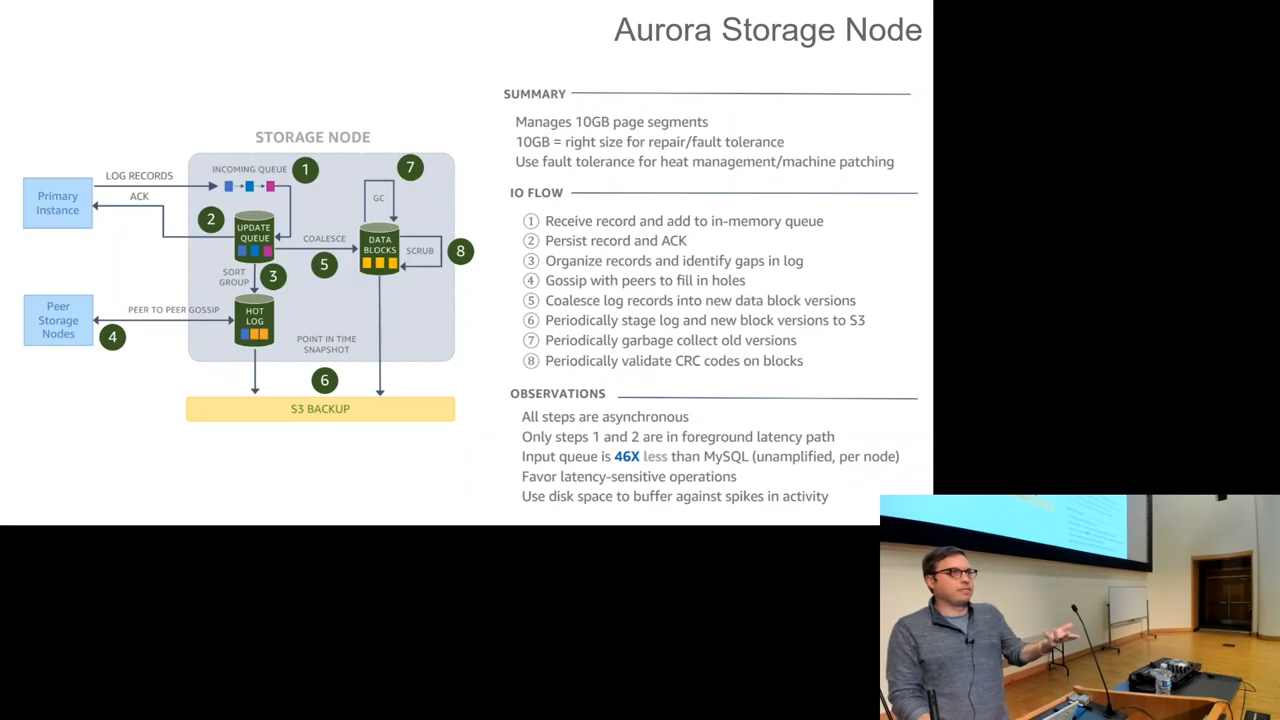 Aurora Storage Node
STORAGE NODE
INCOMING QUEUE
1
7
LOG RECORDS
ACK
Primary
Instance
GC
2
UPDATE
QUEUE
COALESCE
5
DATA
BLOCKS
SCRUB
8
SORT
GROUP
3
Peer
Storage
Nodes
PEER TO PEER GOSSIP
4
HOT
LOG
POINT IN TIME
SNAPSHOT
6
S3 BACKUP
SUMMARY
Manages 10GB page segments
10GB = right size for repair/fault tolerance
Use fault tolerance for heat management/machine patching
IO FLOW
① Receive record and add to in-memory queue
② Persist record and ACK
③ Organize records and identify gaps in log
④ Gossip with peers to fill in holes
⑤ Coalesce log records into new data block versions
⑥ Periodically stage log and new block versions to S3
⑦ Periodically garbage collect old versions
⑧ Periodically validate CRC codes on blocks
OBSERVATIONS
All steps are asynchronous
Only steps 1 and 2 are in foreground latency path
Input queue is 46X less than MySQL (unamplified, per node)
Favor latency-sensitive operations
Use disk space to buffer against spikes in activity